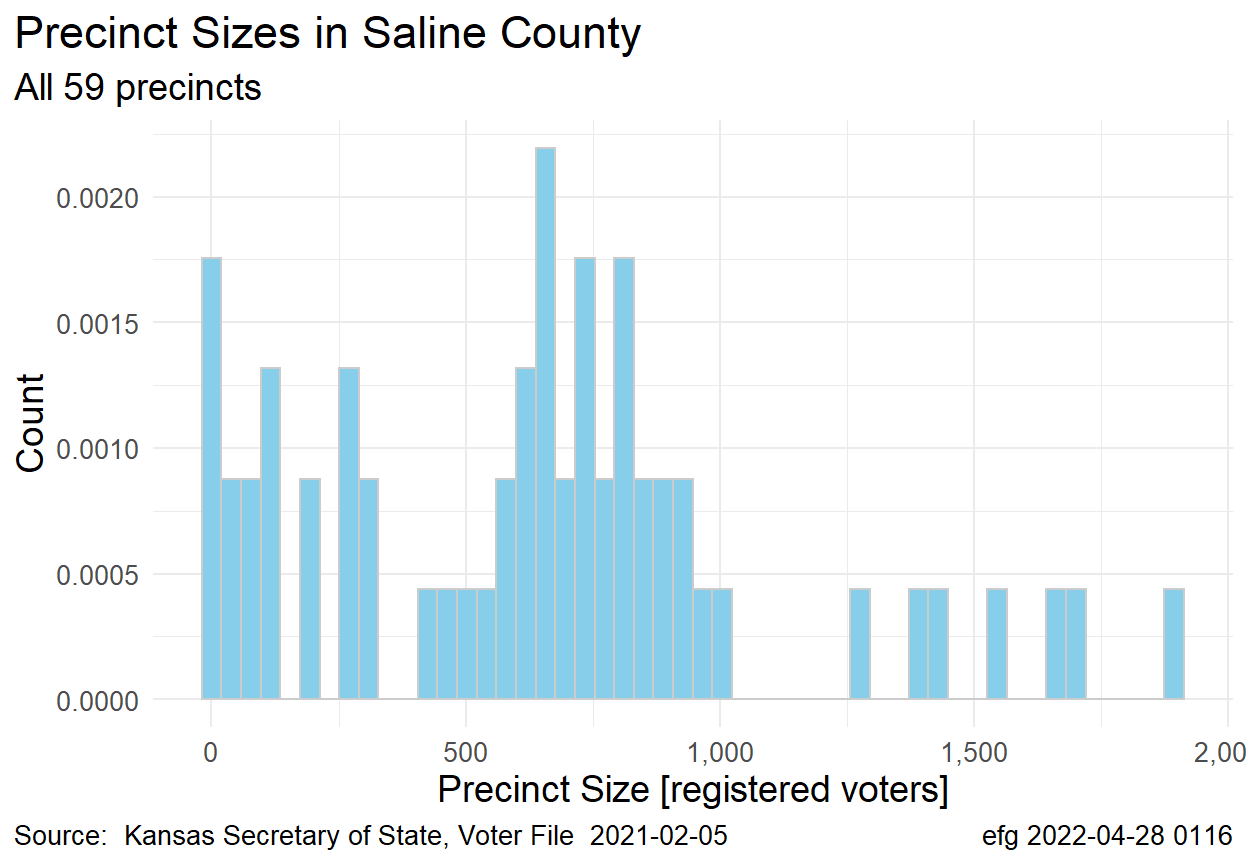 Precinct Sizes in Saline County
All 59 precincts
0.0020
0.0015
0.0010
0.0005
0.0000
Count
0 500 1,000 1,500 2,00
Precinct Size [registered voters]
Source:  Kansas Secretary of State, Voter File  2021-02-05 efg 2022-04-28 0116